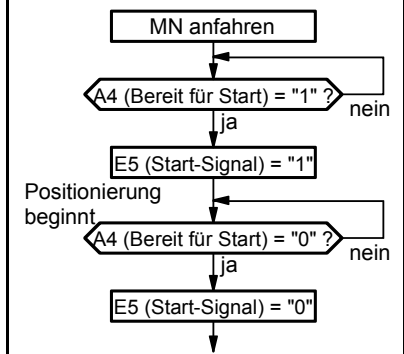 MN anfahren
A4 (Bereit für Start) = "1" ?
nein
ja
E5 (Start-Signal) = "1"
Positionierung
beginnt
A4 (Bereit für Start) = "0" ?
nein
ja
E5 (Start-Signal) = "0"